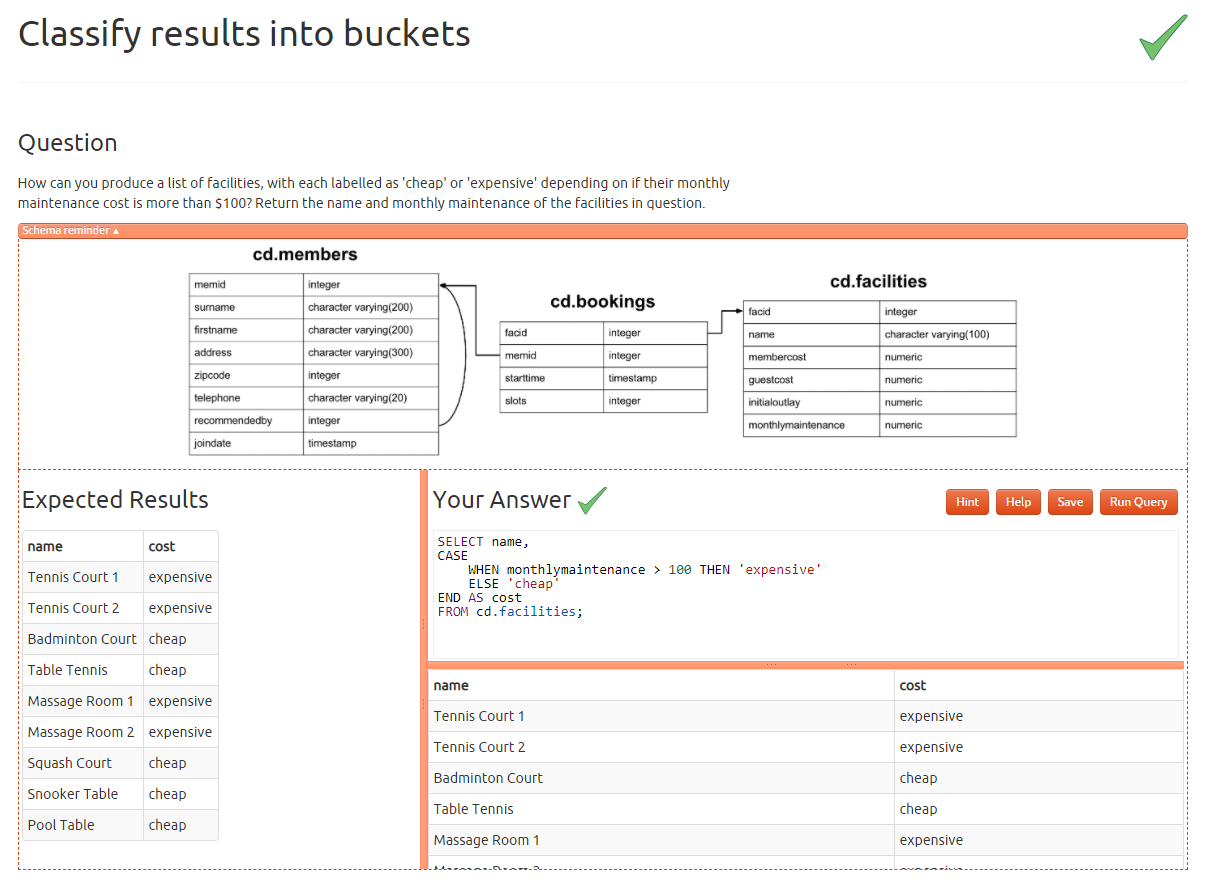 Classify results into buckets
Question
How can you produce a list of facilities, with each labelled as 'cheap' or 'expensive' depending on if their monthly
maintenance cost is more than $100? Return the name and monthly maintenance of the facilities in question.
Schema reminder ▲
cd.members
memid integer
surname character varying(200)
firstname character varying(200)
address character varying(300)
zipcode integer
telephone character varying(20)
recommendedby integer
joindate timestamp
cd.bookings
facid integer
memid integer
starttime timestamp
slots integer
cd.facilities
facid integer
name character varying(100)
membercost numeric
guestcost numeric
initialoutlay numeric
monthlymaintenance numeric
Expected Results
name cost
Tennis Court 1 expensive
Tennis Court 2 expensive
Badminton Court cheap
Table Tennis cheap
Massage Room 1 expensive
Massage Room 2 expensive
Squash Court cheap
Snooker Table cheap
Pool Table cheap
Your Answer
Hint Help Save Run Query
SELECT name,
CASE
WHEN monthlymaintenance > 100 THEN 'expensive'
ELSE 'cheap'
END AS cost
FROM cd.facilities;
name cost
Tennis Court 1 expensive
Tennis Court 2 expensive
Badminton Court cheap
Table Tennis cheap
Massage Room 1 expensive